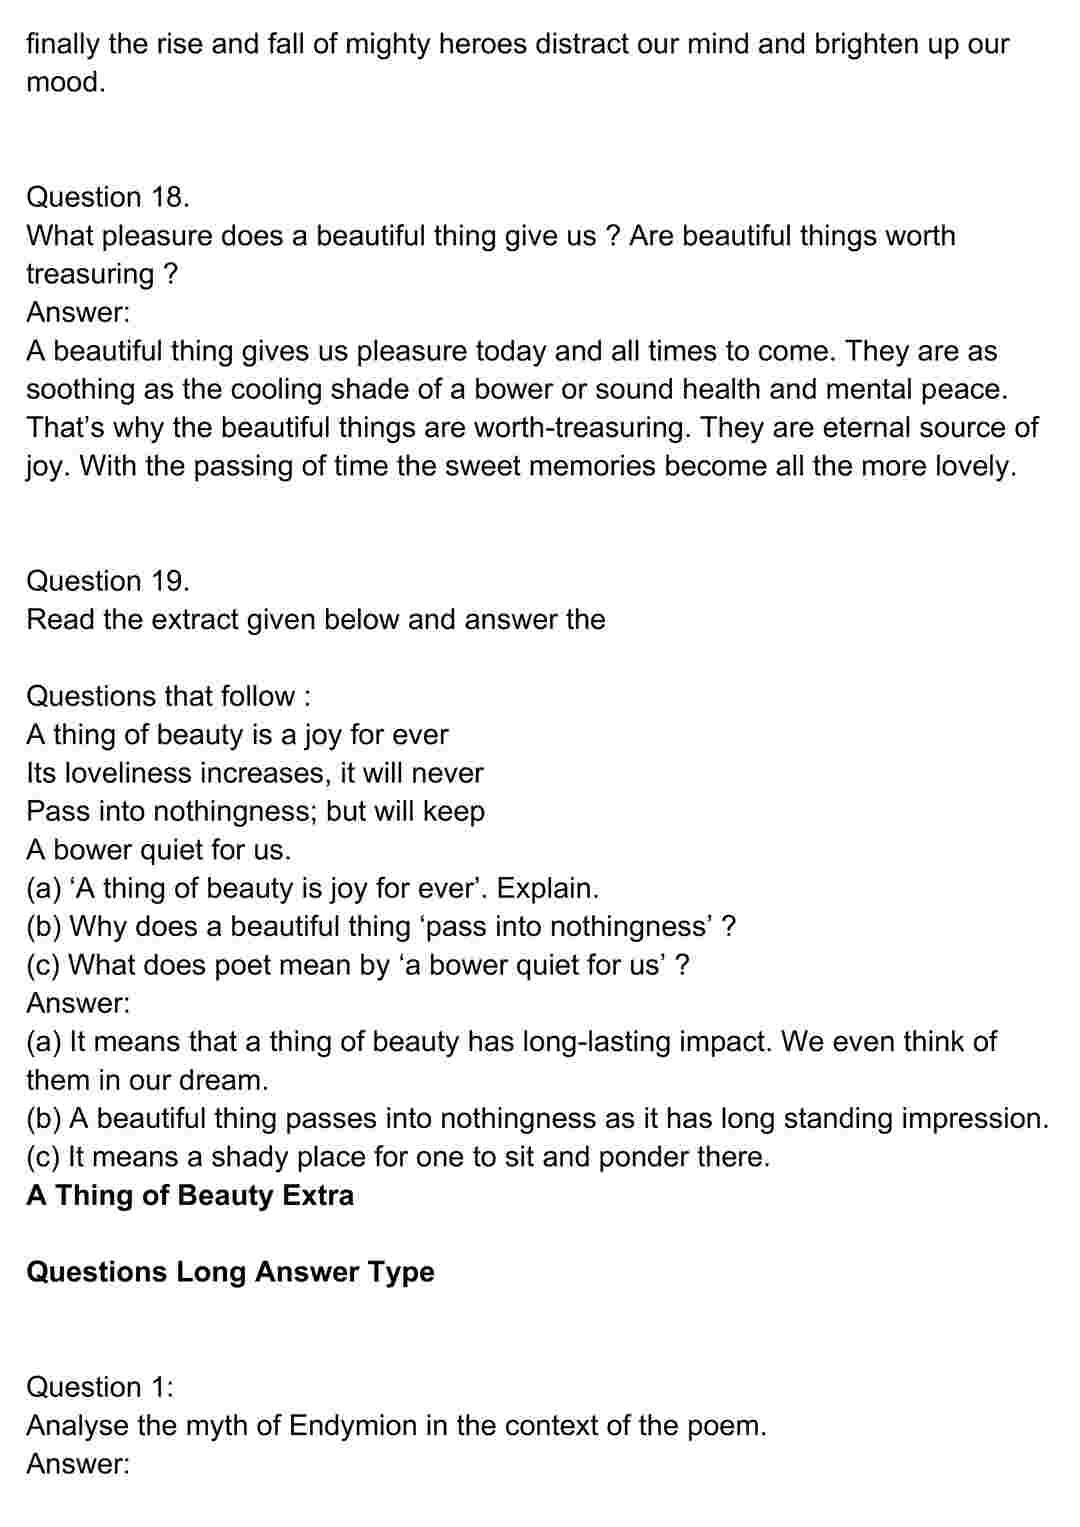 finally the rise and fall of mighty heroes distract our mind and brighten up our
mood.
Question 18.
What pleasure does a beautiful thing give us ? Are beautiful things worth
treasuring ?
Answer:
A beautiful thing gives us pleasure today and all times to come. They are as
soothing as the cooling shade of a bower or sound health and mental peace.
That’s why the beautiful things are worth-treasuring. They are eternal source of
joy. With the passing of time the sweet memories become all the more lovely.
Question 19.
Read the extract given below and answer the
Questions that follow :
A thing of beauty is a joy for ever
Its loveliness increases, it will never
Pass into nothingness; but will keep
A bower quiet for us.
(a) ‘A thing of beauty is joy for ever’. Explain.
(b) Why does a beautiful thing ‘pass into nothingness’ ?
(c) What does poet mean by ‘a bower quiet for us’ ?
Answer:
(a) It means that a thing of beauty has long-lasting impact. We even think of
them in our dream.
(b) A beautiful thing passes into nothingness as it has long standing impression.
(c) It means a shady place for one to sit and ponder there.
A Thing of Beauty Extra
Questions Long Answer Type
Question 1:
Analyse the myth of Endymion in the context of the poem.
Answer: